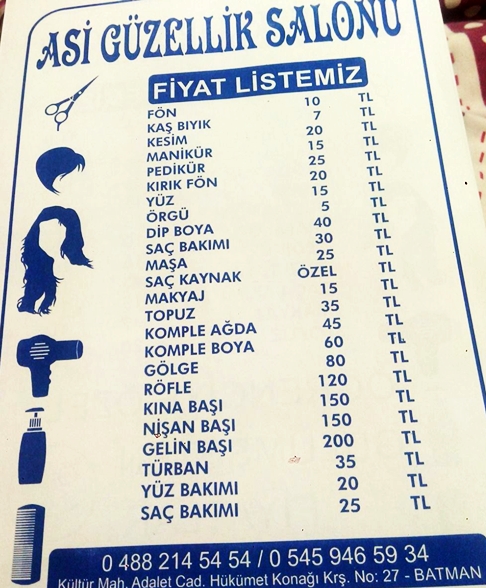 ASİ GÜZELLİK SALONU
FİYAT LİSTEMİZ
FÖN 10 TL
KAŞ BIYIK 7 TL
KESİM 20 TL
MANİKÜR 15 TL
PEDİKÜR 25 TL
KIRIK FÖN 20 TL
YÜZ 15 TL
ÖRGÜ 5 TL
DİP BOYA 40 TL
SAÇ BAKIMI 30 TL
MAŞA 25 TL
SAÇ KAYNAK ÖZEL TL
MAKYAJ 15 TL
TOPUZ 35 TL
KOMPLE AĞDA 45 TL
KOMPLE BOYA 60 TL
GÖLGE 80 TL
RÖFLE 120 TL
KINA BAŞI 150 TL
NİŞAN BAŞI 150 TL
GELİN BAŞI 200 TL
TÜRBAN 35 TL
YÜZ BAKIMI 20 TL
SAÇ BAKIMI 25 TL
0 488 214 54 54 / 0 545 946 59 34
Kültür Mah. Adalet Cad. Hükümet Konağı Krş. No: 27 - BATMAN